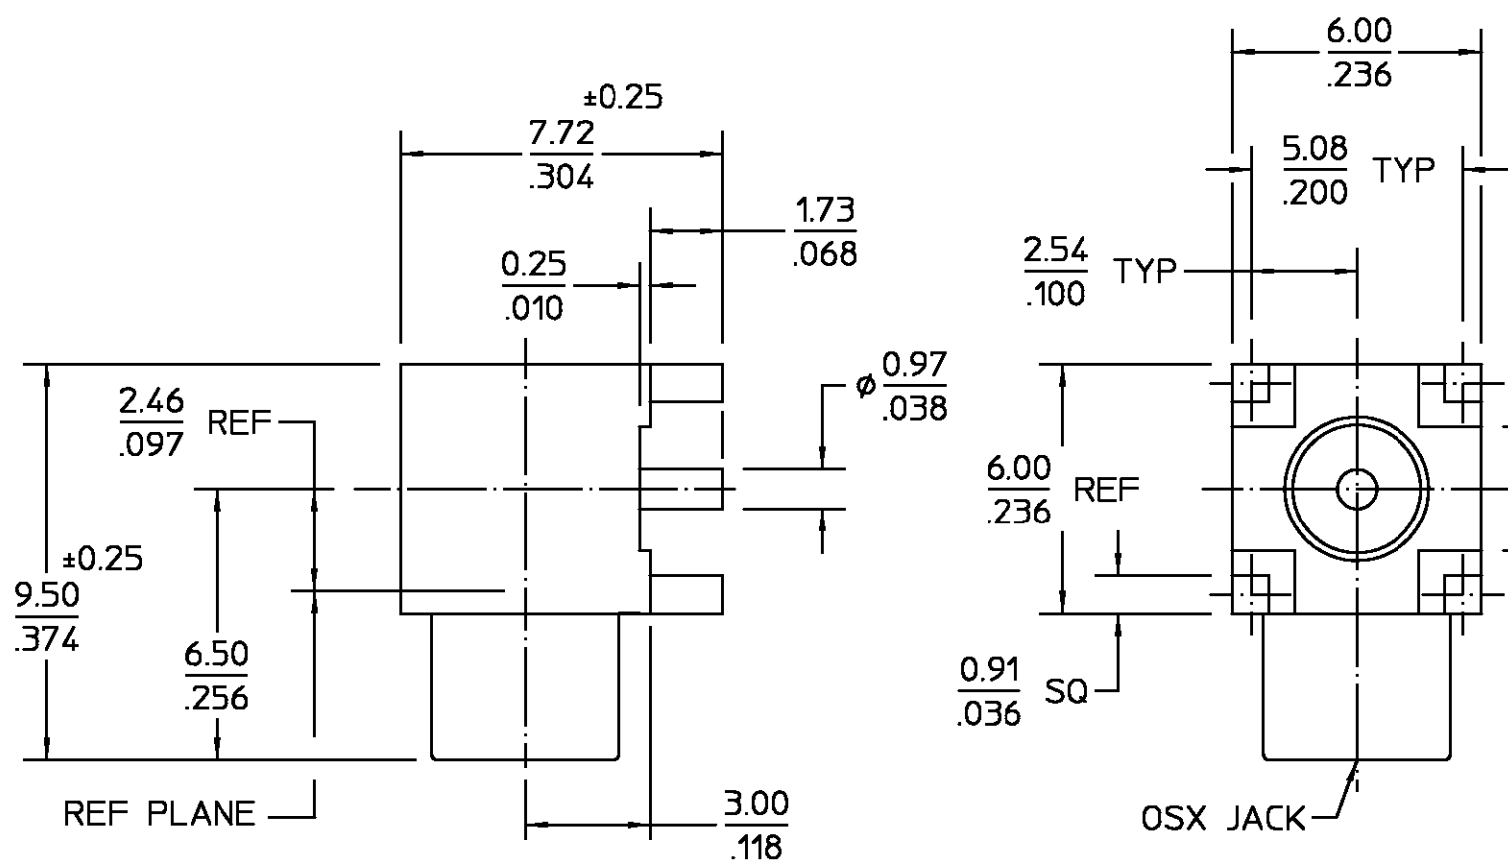 6.00
.236
±0.25
7.72
.304
5.08 TYP
.200
1.73
.068
2.54 TYP
.100
0.25
.010
ø 0.97
.038
2.46 REF
.097
6.00 REF
.236
±0.25
9.50
.374
6.50
.256
0.91 SQ
.036
REF PLANE
3.00
.118
OSX JACK